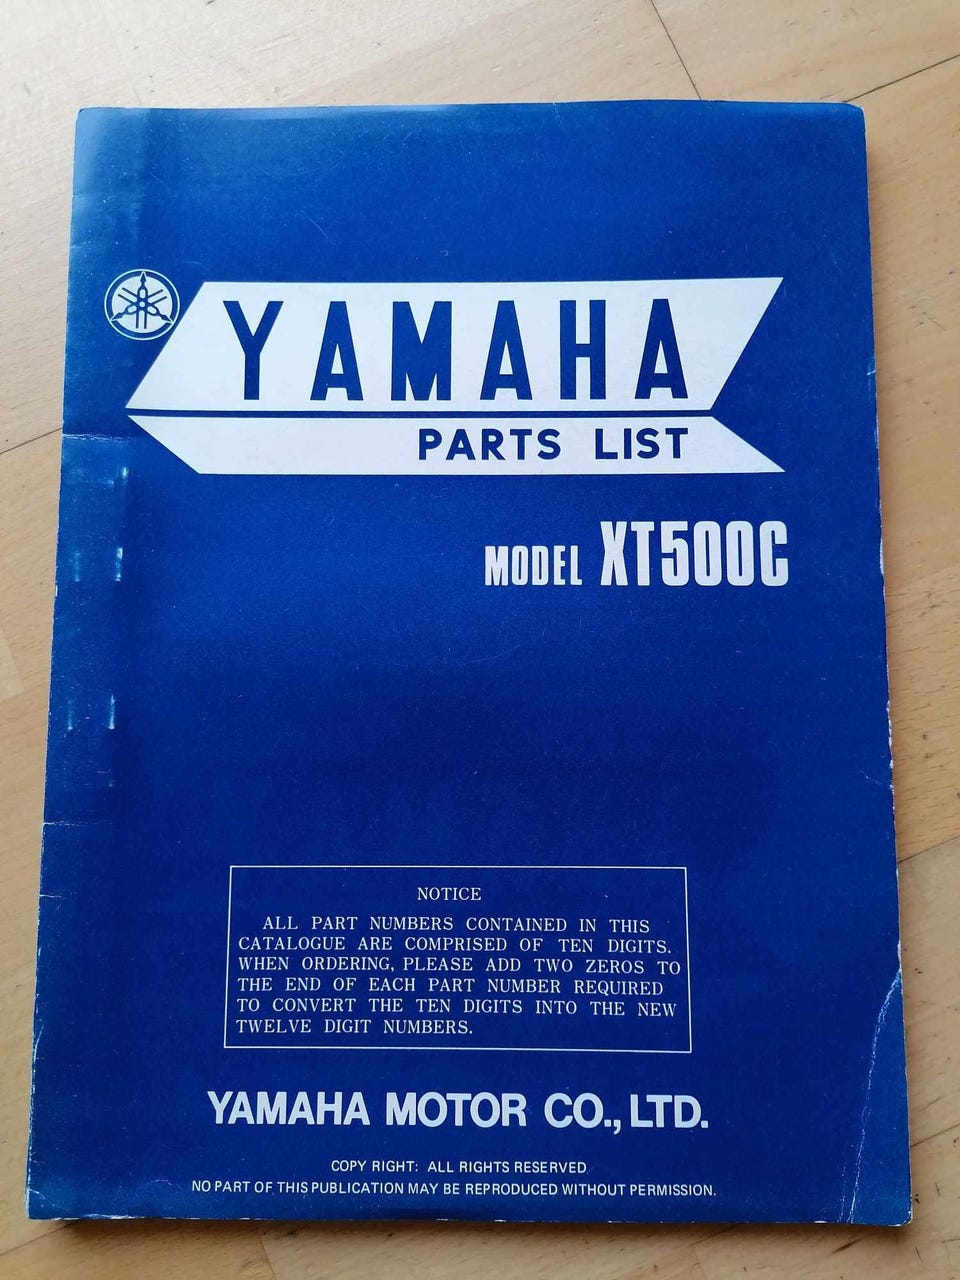 YAMAHA
PARTS LIST
MODEL XT500C
NOTICE
ALL PART NUMBERS CONTAINED IN THIS
CATALOGUE ARE COMPRISED OF TEN DIGITS.
WHEN ORDERING, PLEASE ADD TWO ZEROS TO
THE END OF EACH PART NUMBER REQUIRED
TO CONVERT THE TEN DIGITS INTO THE NEW
TWELVE DIGIT NUMBERS.
YAMAHA MOTOR CO., LTD.
COPY RIGHT: ALL RIGHTS RESERVED
NO PART OF THIS PUBLICATION MAY BE REPRODUCED WITHOUT PERMISSION.